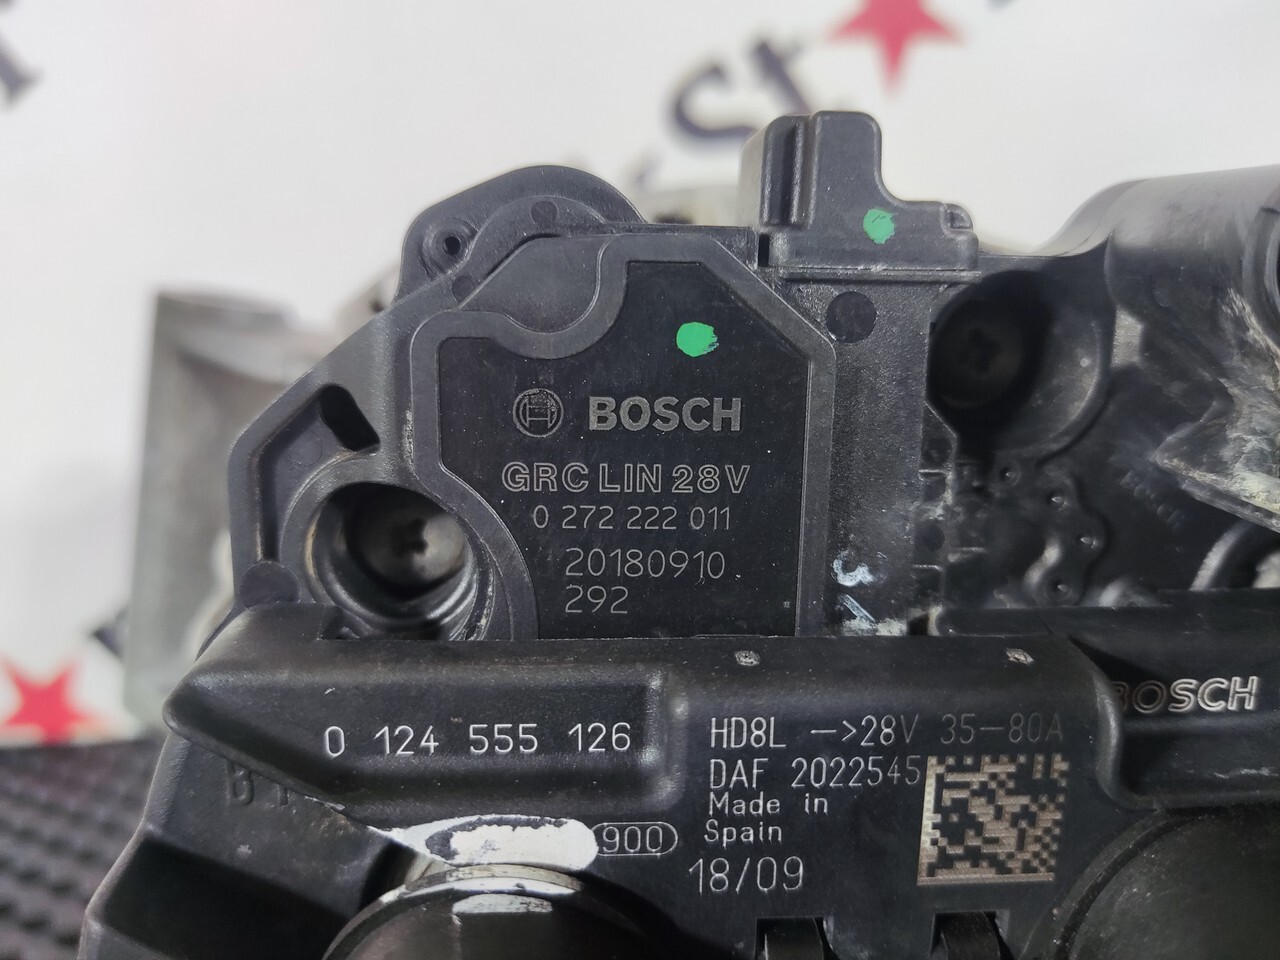 BOSCH
GRC LIN 28V
0 272 222 011
20180910
292
BOSCH
0 124 555 126
HD8L ->28V 35-80A
DAF 2022545
Made in
Spain
900
18/09